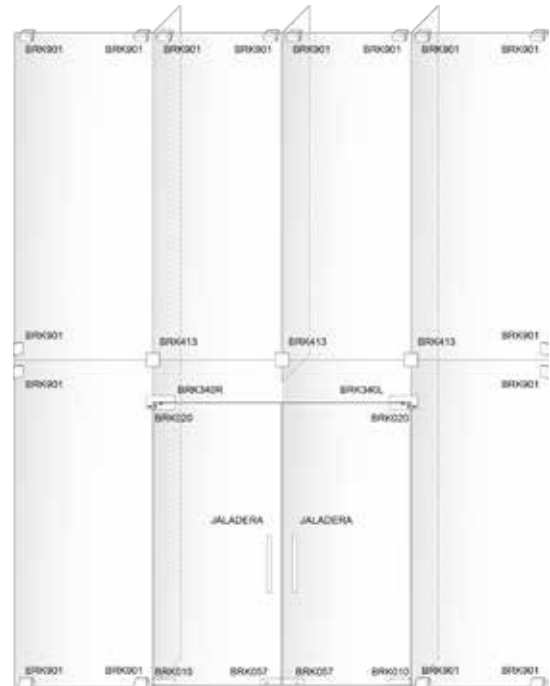 BRK901 BRK901 BRK901 BRK901 BRK901 BRK901 BRK901 BRK901
BRK901 BRK413 BRK413 BRK413 BRK901
BRK901 BRK340R BRK340L BRK901
BRK020 BRK020
JALADERA JALADERA
BRK901 BRK901 BRK010 BRK057 BRK057 BRK010 BRK901 BRK901